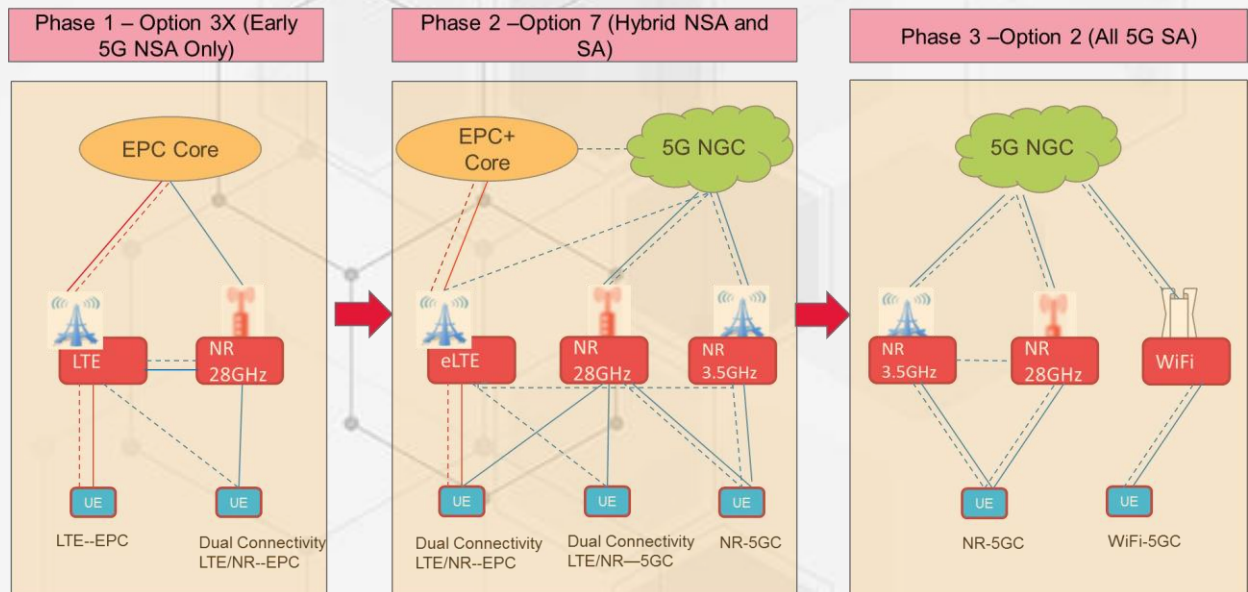 Phase 1 – Option 3X (Early
5G NSA Only)
Phase 2 –Option 7 (Hybrid NSA and
SA)
Phase 3 –Option 2 (All 5G SA)
EPC Core
LTE
NR
28GHz
UE
UE
LTE--EPC
Dual Connectivity
LTE/NR--EPC
EPC+
Core
5G NGC
eLTE
NR
28GHz
NR
3.5GHz
UE
UE
UE
Dual Connectivity
LTE/NR--EPC
Dual Connectivity
LTE/NR—5GC
NR-5GC
5G NGC
NR
3.5GHz
NR
28GHz
WiFi
UE
UE
NR-5GC
WiFi-5GC